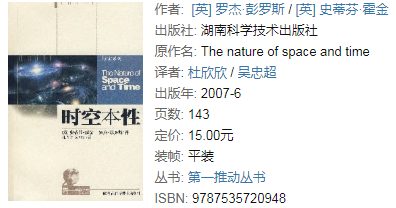 The Nature of
Space
and Time
时空本性
作者: [英] 罗杰·彭罗斯 / [英] 史蒂芬·霍金
出版社: 湖南科学技术出版社
原作名: The nature of space and time
译者: 杜欣欣 / 吴忠超
出版年: 2007-6
页数: 143
定价: 15.00元
装帧: 平装
丛书: 第一推动丛书
ISBN: 9787535720948